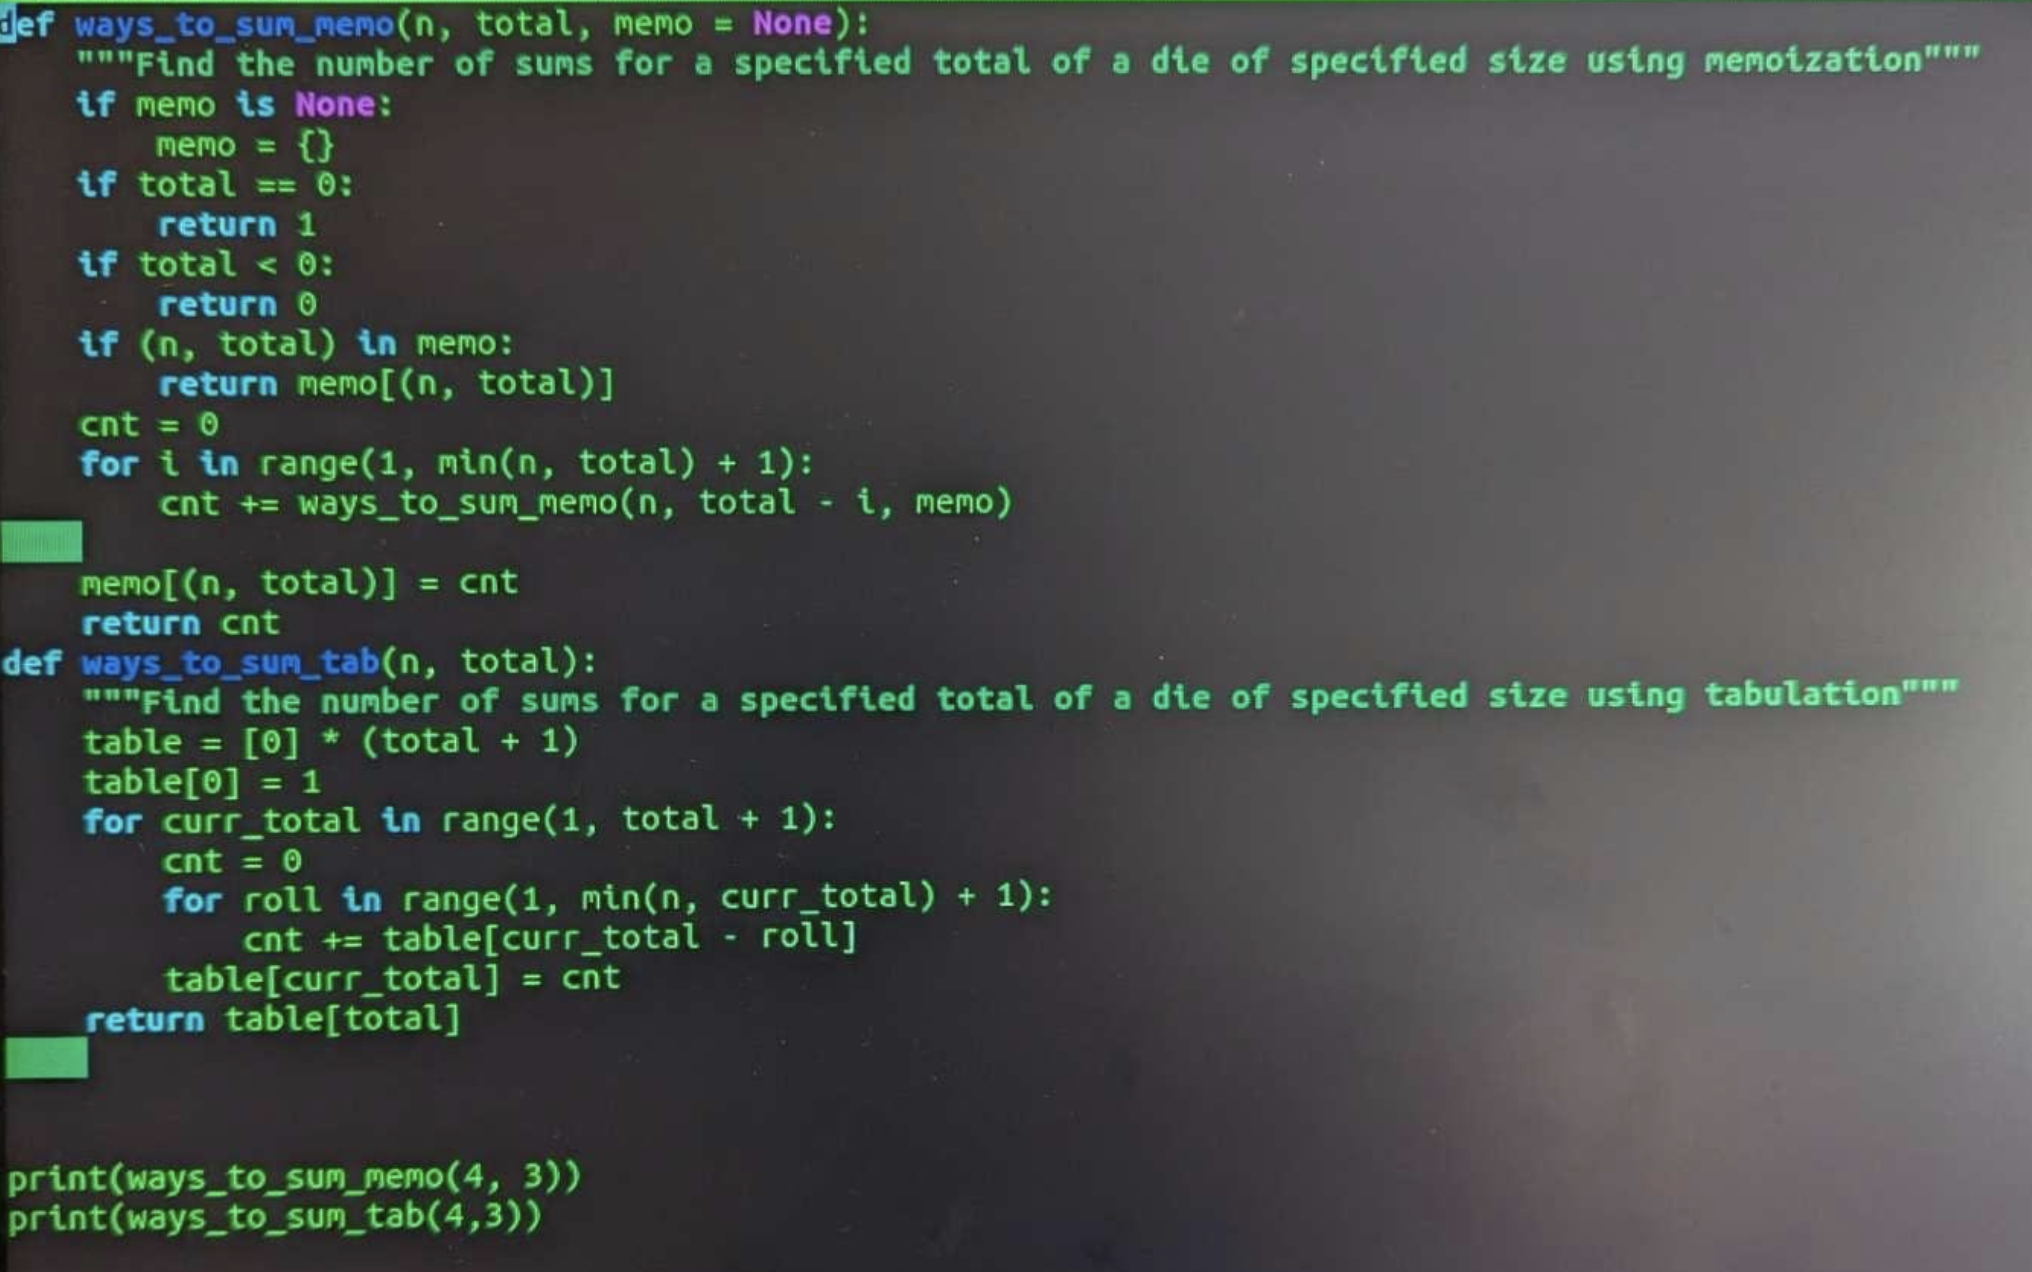 def ways_to_sum_memo(n, total, memo = None):
    """Find the number of sums for a specified total of a die of specified size using memoization"""
    if memo is None:
        memo = {}
    if total == 0:
        return 1
    if total < 0:
        return 0
    if (n, total) in memo:
        return memo[(n, total)]
    cnt = 0
    for i in range(1, min(n, total) + 1):
        cnt += ways_to_sum_memo(n, total - i, memo)
    memo[(n, total)] = cnt
    return cnt
def ways_to_sum_tab(n, total):
    """Find the number of sums for a specified total of a die of specified size using tabulation"""
    table = [0] * (total + 1)
    table[0] = 1
    for curr_total in range(1, total + 1):
        cnt = 0
        for roll in range(1, min(n, curr_total) + 1):
            cnt += table[curr_total - roll]
        table[curr_total] = cnt
    return table[total]
print(ways_to_sum_memo(4, 3))
print(ways_to_sum_tab(4,3))